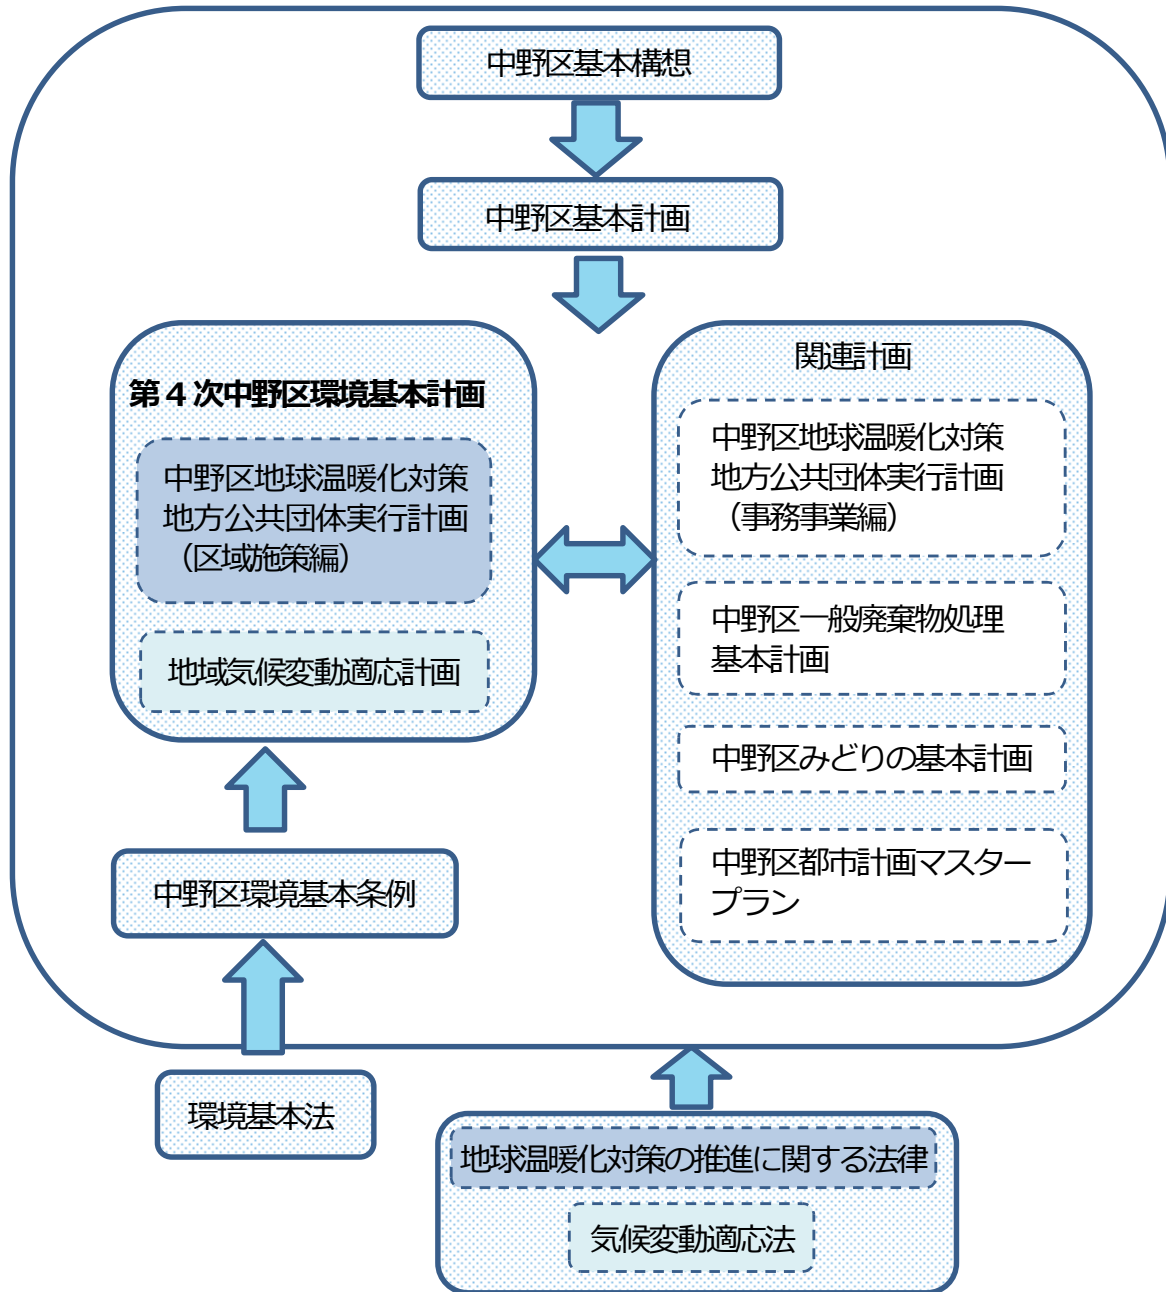 中野区基本構想
中野区基本計画
第4次中野区環境基本計画
中野区地球温暖化対策
地方公共団体実行計画
（区域施策編）
地域気候変動適応計画
関連計画
中野区地球温暖化対策
地方公共団体実行計画
（事務事業編）
中野区一般廃棄物処理
基本計画
中野区みどりの基本計画
中野区都市計画マスター
プラン
中野区環境基本条例
環境基本法
地球温暖化対策の推進に関する法律
気候変動適応法